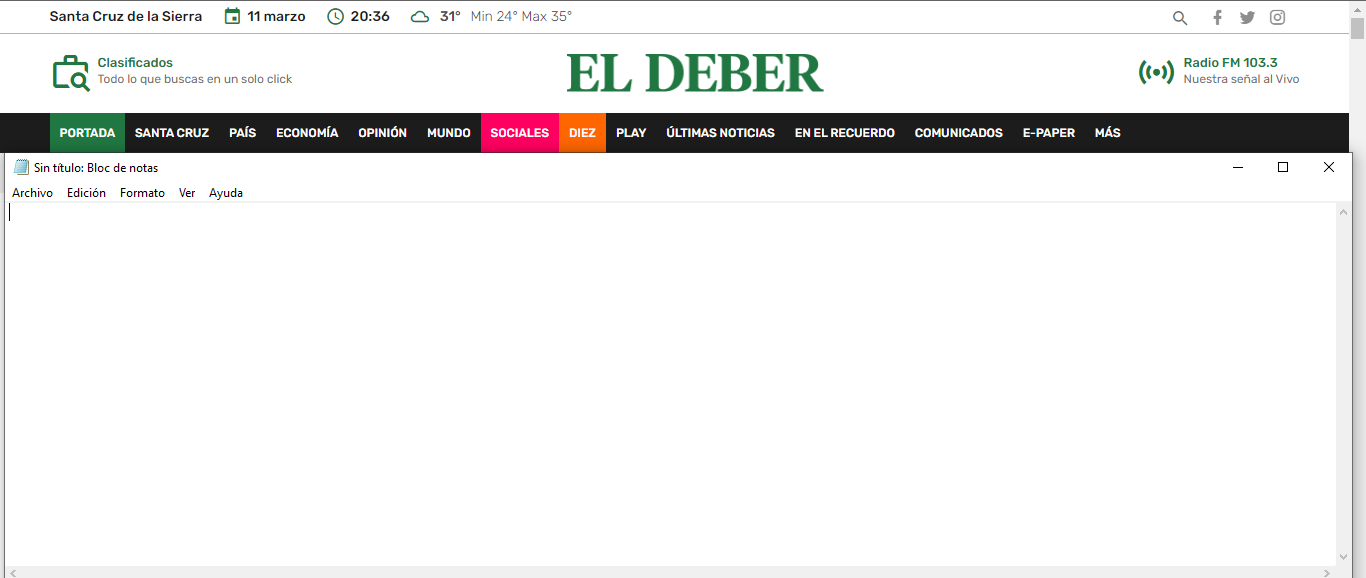 Santa Cruz de la Sierra 11 marzo 20:36 31° Min 24° Max 35°
Clasificados
Todo lo que buscas en un solo click
EL DEBER
Radio FM 103.3
Nuestra señal al Vivo
PORTADA SANTA CRUZ PAÍS ECONOMÍA OPINIÓN MUNDO SOCIALES DIEZ PLAY ÚLTIMAS NOTICIAS EN EL RECUERDO COMUNICADOS E-PAPER MÁS
Sin título: Bloc de notas
Archivo Edición Formato Ver Ayuda